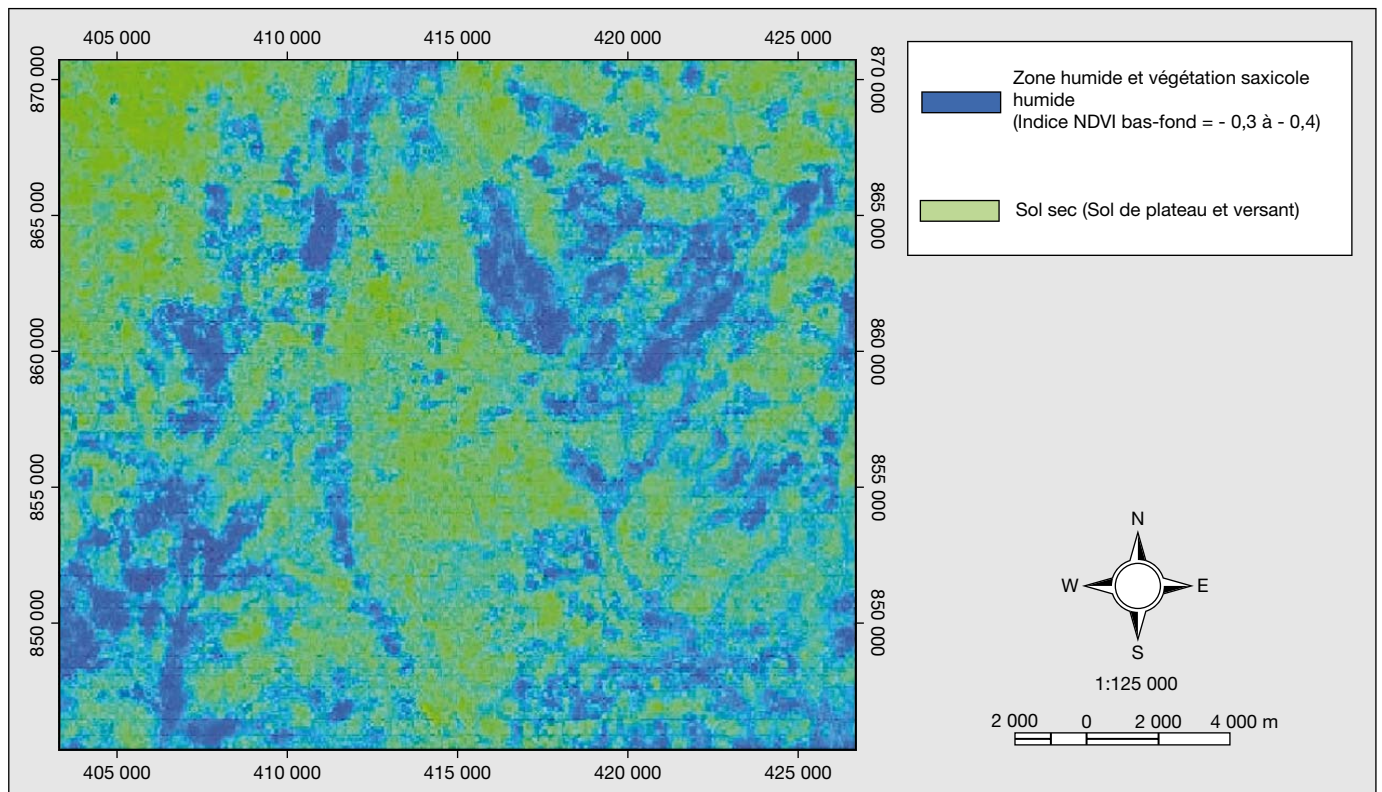 405 000 410 000 415 000 420 000 425 000
870 000
865 000
860 000
855 000
850 000
870 000
865 000
860 000
855 000
850 000
405 000 410 000 415 000 420 000 425 000
Zone humide et végétation saxicole
humide
(Indice NDVI bas-fond = - 0,3 à - 0,4)
Sol sec (Sol de plateau et versant)
N
W E
S
1:125 000
2 000 0 2 000 4 000 m